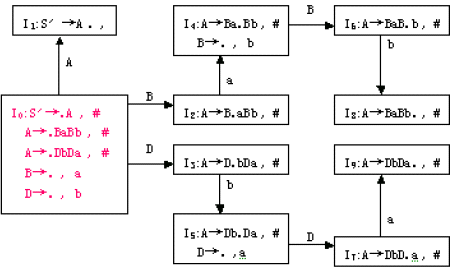 I₁:S′ →A . ,
A
I₀:S′→.A , #
A→.BaBb , #
A→.DbDa , #
B→. , a
D→. , b
B
I₂:A→B.aBb , #
a
I₄:A→Ba.Bb , #
B→. , b
B
I₆:A→BaB.b , #
b
I₈:A→BaBb. , #
D
I₃:A→D.bDa , #
b
I₅:A→Db.Da , #
D→. ,a
D
I₇:A→DbD.a , #
a
I₉:A→DbDa. , #